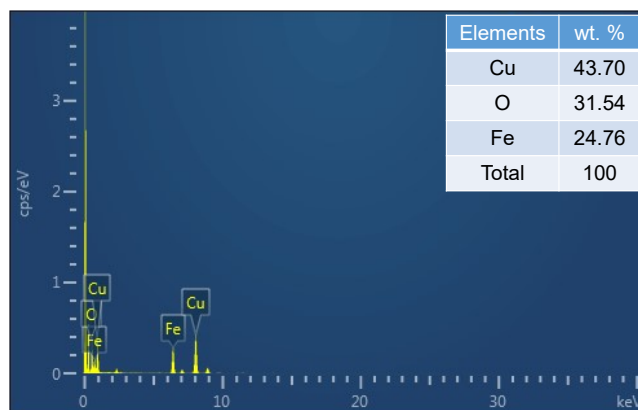 Elements wt. %
Cu 43.70
O 31.54
Fe 24.76
Total 100
cps/eV
3
2
1
0
Cu
O
Fe
Fe
Cu
0 10 20 30 keV